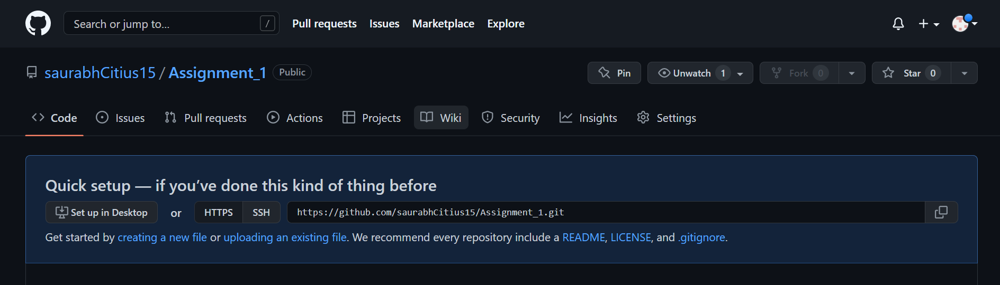 Search or jump to... / Pull requests Issues Marketplace Explore
saurabhCitius15 / Assignment_1 Public Pin Unwatch 1 Fork 0 Star 0
Code Issues Pull requests Actions Projects Wiki Security Insights Settings
Quick setup — if you’ve done this kind of thing before
Set up in Desktop or HTTPS SSH https://github.com/saurabhCitius15/Assignment_1.git
Get started by creating a new file or uploading an existing file. We recommend every repository include a README, LICENSE, and .gitignore.